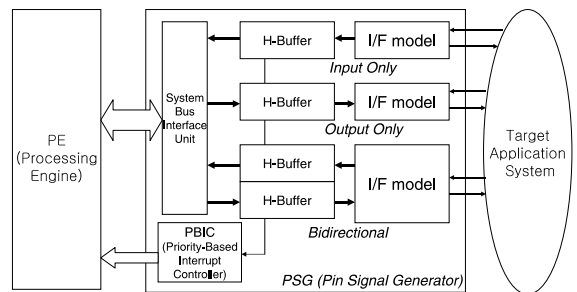 PE
(Processing
Engine)
System
Bus
Interface
Unit
H-Buffer
I/F model
Input Only
H-Buffer
I/F model
Output Only
H-Buffer
H-Buffer
I/F model
Bidirectional
PBIC
(Priority-Based
Interrupt
Controller)
PSG (Pin Signal Generator)
Target
Application
System